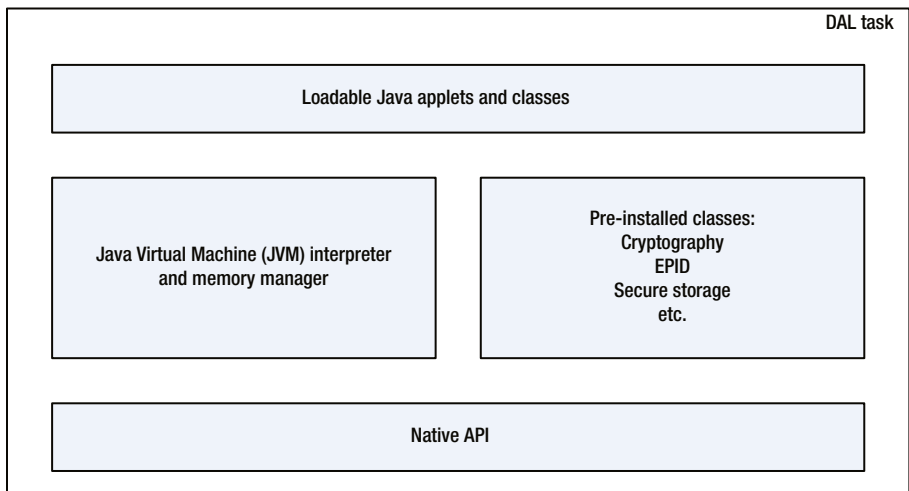 DAL task
Loadable Java applets and classes
Java Virtual Machine (JVM) interpreter
and memory manager
Pre-installed classes:
Cryptography
EPID
Secure storage
etc.
Native API